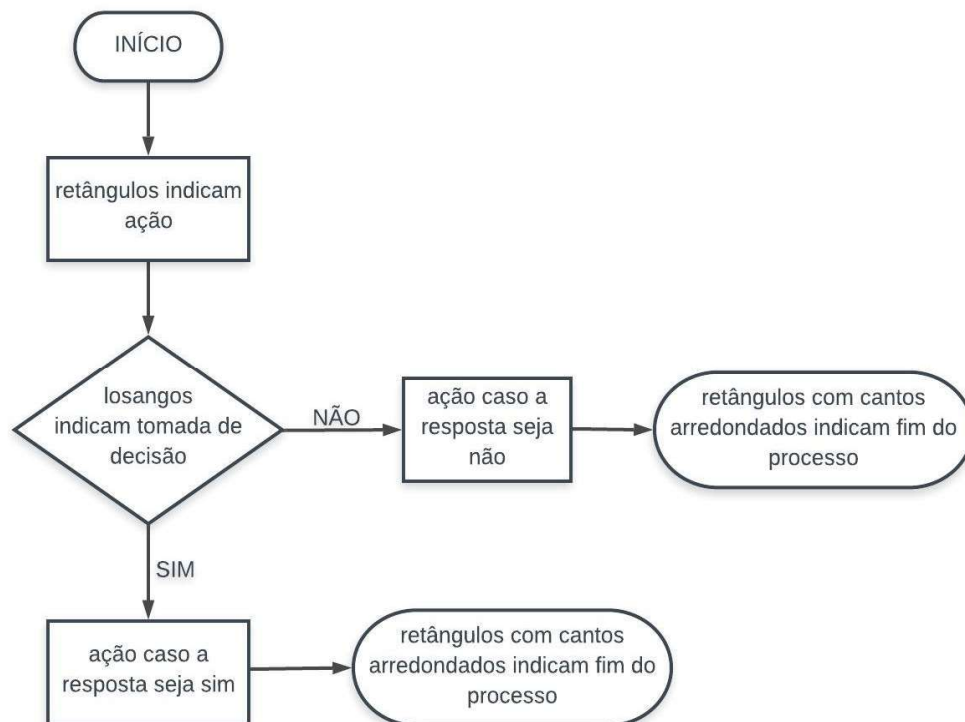 INÍCIO
retângulos indicam
ação
losangos
indicam tomada de
decisão
NÃO
ação caso a
resposta seja
não
retângulos com cantos
arredondados indicam fim do
processo
SIM
ação caso a
resposta seja sim
retângulos com cantos
arredondados indicam fim do
processo